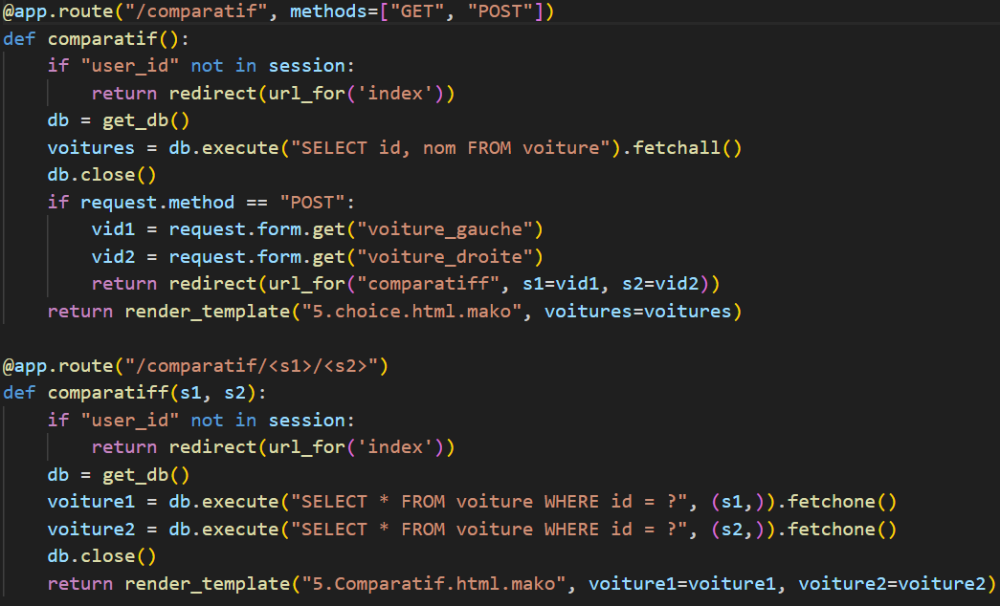 @app.route("/comparatif", methods=["GET", "POST"])
def comparatif():
    if "user_id" not in session:
        return redirect(url_for('index'))
    db = get_db()
    voitures = db.execute("SELECT id, nom FROM voiture").fetchall()
    db.close()
    if request.method == "POST":
        vid1 = request.form.get("voiture_gauche")
        vid2 = request.form.get("voiture_droite")
        return redirect(url_for("comparatiff", s1=vid1, s2=vid2))
    return render_template("5.choice.html.mako", voitures=voitures)

@app.route("/comparatif/<s1>/<s2>")
def comparatiff(s1, s2):
    if "user_id" not in session:
        return redirect(url_for('index'))
    db = get_db()
    voiture1 = db.execute("SELECT * FROM voiture WHERE id = ?", (s1,)).fetchone()
    voiture2 = db.execute("SELECT * FROM voiture WHERE id = ?", (s2,)).fetchone()
    db.close()
    return render_template("5.Comparatif.html.mako", voiture1=voiture1, voiture2=voiture2)